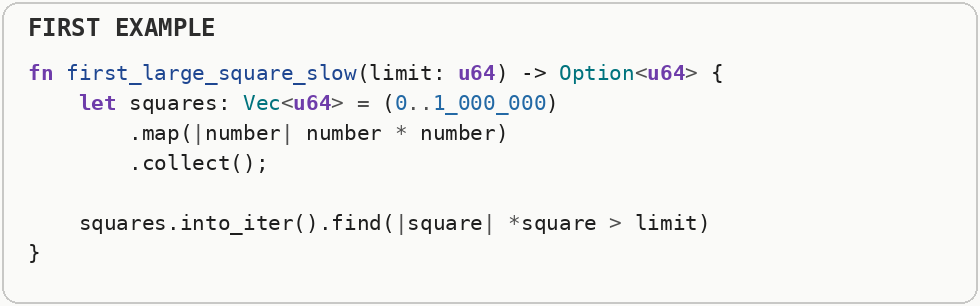 FIRST EXAMPLE
fn first_large_square_slow(limit: u64) -> Option<u64> {
    let squares: Vec<u64> = (0..1_000_000)
        .map(|number| number * number)
        .collect();

    squares.into_iter().find(|square| *square > limit)
}